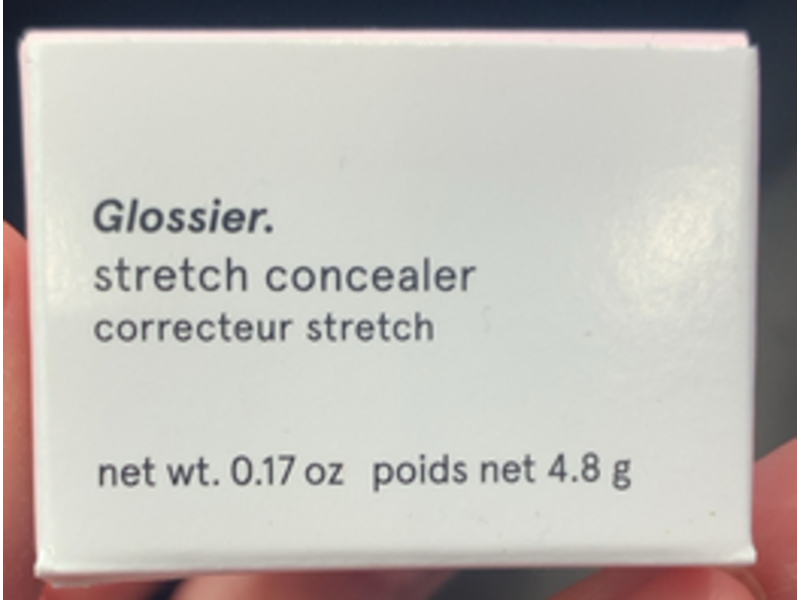 Glossier.
stretch concealer
correcteur stretch
net wt. 0.17 oz poids net 4.8 g